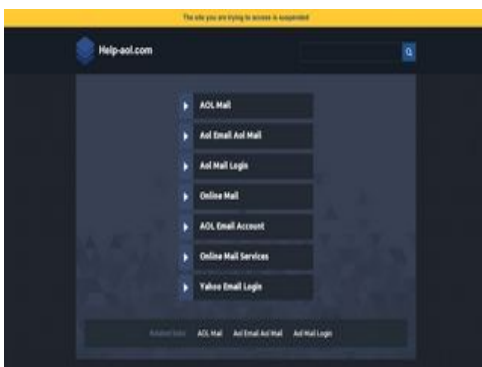 The site you are trying to access is suspended
Help-aol.com
AOL Mail
Aol Email Aol Mail
Aol Mail Login
Online Mail
AOL Email Account
Online Mail Services
Yahoo Email Login
Related links AOL Mail Aol Email Aol Mail Aol Mail Login